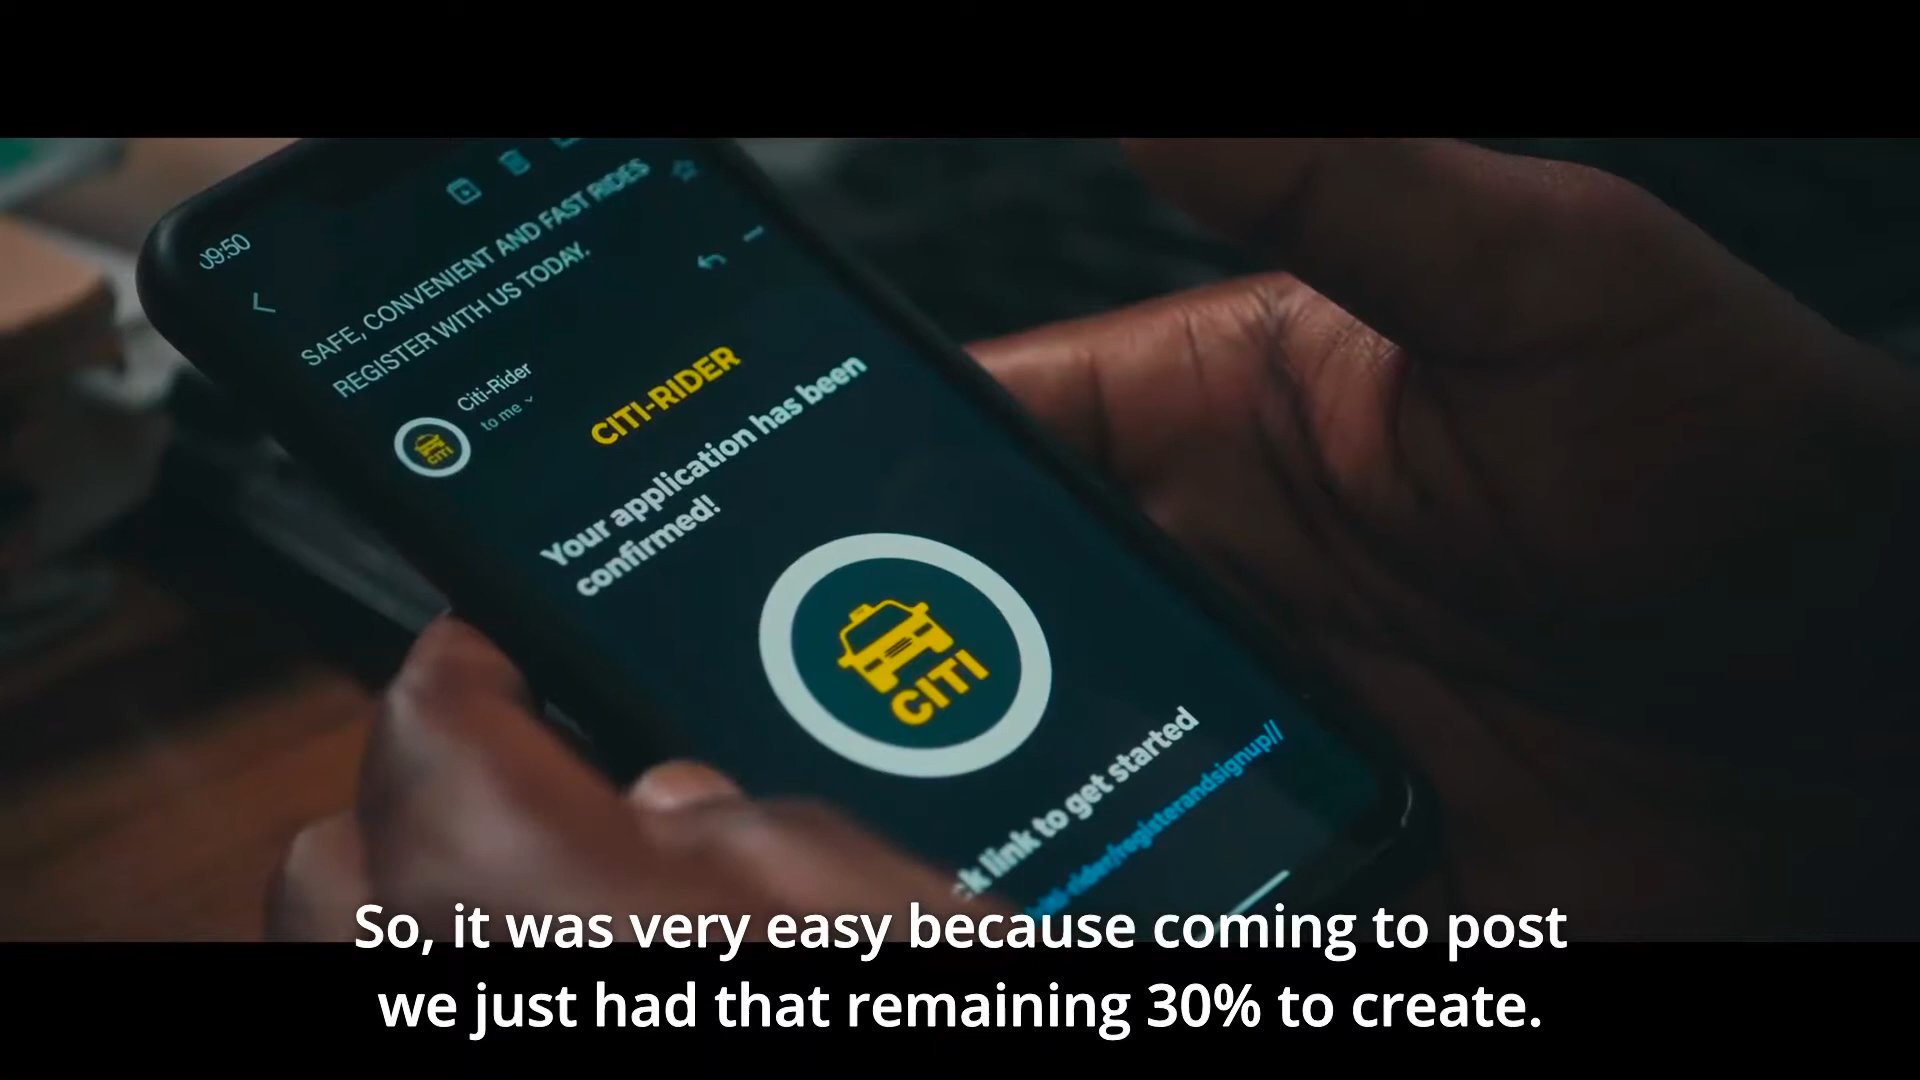 09:50
SAFE, CONVENIENT AND FAST RIDES
REGISTER WITH US TODAY.
Citi-Rider
to me
CITI
CITI-RIDER
Your application has been
confirmed!
CITI
link to get started
/registerandsignup//
So, it was very easy because coming to post
we just had that remaining 30% to create.